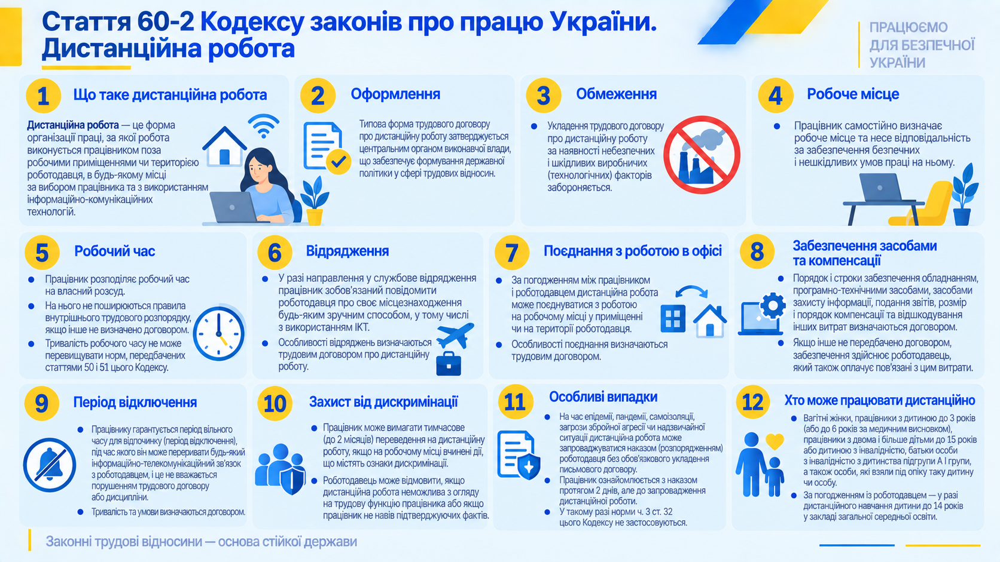 Стаття 60-2 Кодексу законів про працю України.
Дистанційна робота
ПРАЦЮЄМО
ДЛЯ БЕЗПЕЧНОЇ
УКРАЇНИ
1
Що таке дистанційна робота
Дистанційна робота — це форма
організації праці, за якої робота
виконується працівником поза
робочими приміщеннями чи територією
роботодавця, в будь-якому місці
за вибором працівника та з використанням
інформаційно-комунікаційних
технологій.
2
Оформлення
Типова форма трудового договору
про дистанційну роботу затверджується
центральним органом виконавчої влади,
що забезпечує формування державної
політики у сфері трудових відносин.
3
Обмеження
Укладення трудового договору
про дистанційну роботу
за наявності небезпечних
і шкідливих виробничих
(технологічних) факторів
забороняється.
4
Робоче місце
Працівник самостійно визначає
робоче місце та несе відповідальність
за забезпечення безпечних
і нешкідливих умов праці на ньому.
5
Робочий час
Працівник розподіляє робочий час
на власний розсуд.
На нього не поширюються правила
внутрішнього трудового розпорядку,
якщо інше не визначено договором.
Тривалість робочого часу не може
перевищувати норм, передбачених
статтями 50 і 51 цього Кодексу.
6
Відрядження
У разі направлення у службове відрядження
працівник зобов'язаний повідомити
роботодавця про своє місцезнаходження
будь-яким зручним способом, у тому числі
з використанням ІКТ.
Особливості відряджень визначаються
трудовим договором про дистанційну
роботу.
7
Поєднання з роботою в офісі
За погодженням між працівником
і роботодавцем дистанційна робота
може поєднуватися з роботою
на робочому місці у приміщенні
чи на території роботодавця.
Особливості поєднання визначаються
трудовим договором.
8
Забезпечення засобами
та компенсації
Порядок і строки забезпечення обладнанням,
програмно-технічними засобами, засобами
захисту інформації, подання звітів, розмір
і порядок компенсації та відшкодування
інших витрат визначаються договором.
Якщо інше не передбачено договором,
забезпечення здійснює роботодавець,
який також оплачує пов'язані з цим витрати.
9
Період відключення
Працівнику гарантується період вільного
часу для відпочинку (період відключення),
під час якого він може переривати будь-який
інформаційно-телекомунікаційний зв'язок
з роботодавцем, і це не вважається
порушенням трудового договору
або дисципліни.
Тривалість та умови визначаються договором.
10
Захист від дискримінації
Працівник може вимагати тимчасове
(до 2 місяців) переведення на дистанційну
роботу, якщо на робочому місці вчинені дії,
що містять ознаки дискримінації.
Роботодавець може відмовити, якщо
дистанційна робота неможлива з огляду
на трудову функцію працівника або якщо
працівник не навів підтверджуючих фактів.
11
Особливі випадки
На час епідемії, пандемії, самоізоляції,
загрози збройної агресії чи надзвичайної
ситуації дистанційна робота може
запроваджуватися наказом (розпорядженням)
роботодавця без обов'язкового укладення
письмового договору.
Працівник ознайомлюється з наказом
протягом 2 днів, але до запровадження
дистанційної роботи.
У такому разі норми ч. 3 ст. 32
цього Кодексу не застосовуються.
12
Хто може працювати дистанційно
Вагітні жінки, працівники з дитиною до 3 років
(або до 6 років за медичним висновком),
працівники з двома і більше дітьми до 15 років
або дитиною з інвалідністю, батьки особи
з інвалідністю з дитинства підгрупи А І групи,
а також особи, які взяли під опіку таку дитину
чи особу.
За погодженням із роботодавцем — у разі
дистанційного навчання дитини до 14 років
у закладі загальної середньої освіти.
Законні трудові відносини — основа стійкої держави